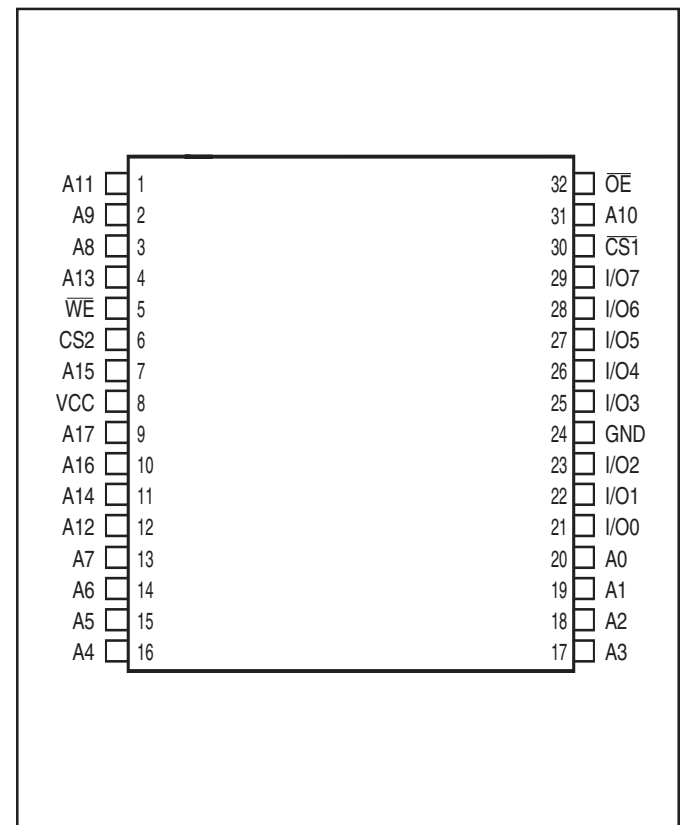 A11 1 32 O̅E̅
A9 2 31 A10
A8 3 30 C̅S̅1̅
A13 4 29 I/O7
W̅E̅ 5 28 I/O6
CS2 6 27 I/O5
A15 7 26 I/O4
VCC 8 25 I/O3
A17 9 24 GND
A16 10 23 I/O2
A14 11 22 I/O1
A12 12 21 I/O0
A7 13 20 A0
A6 14 19 A1
A5 15 18 A2
A4 16 17 A3